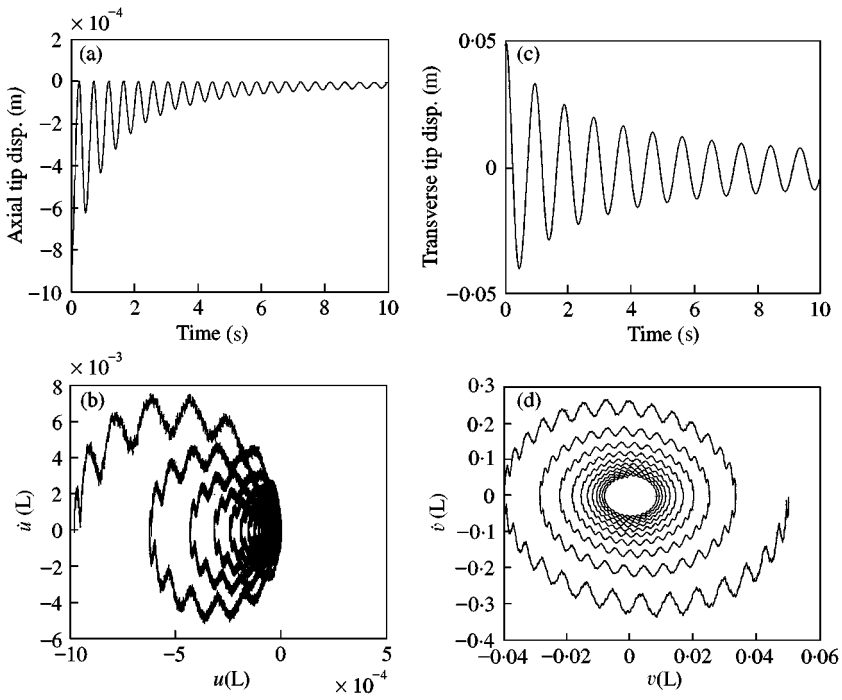 × 10⁻⁴
2
0
−2
−4
−6
−8
−10
Axial tip disp. (m)
(a)
0 2 4 6 8 10
Time (s)
0·05
0
−0·05
Transverse tip disp. (m)
(c)
0 2 4 6 8 10
Time (s)
× 10⁻³
8
6
4
2
0
−2
−4
−6
u̇ (L)
(b)
−10 −5 0 5
u(L)
× 10⁻⁴
0·3
0·2
0·1
0
−0·1
−0·2
−0·3
−0·4
v̇ (L)
(d)
−0·04 −0·02 0 0·02 0·04 0·06
v(L)